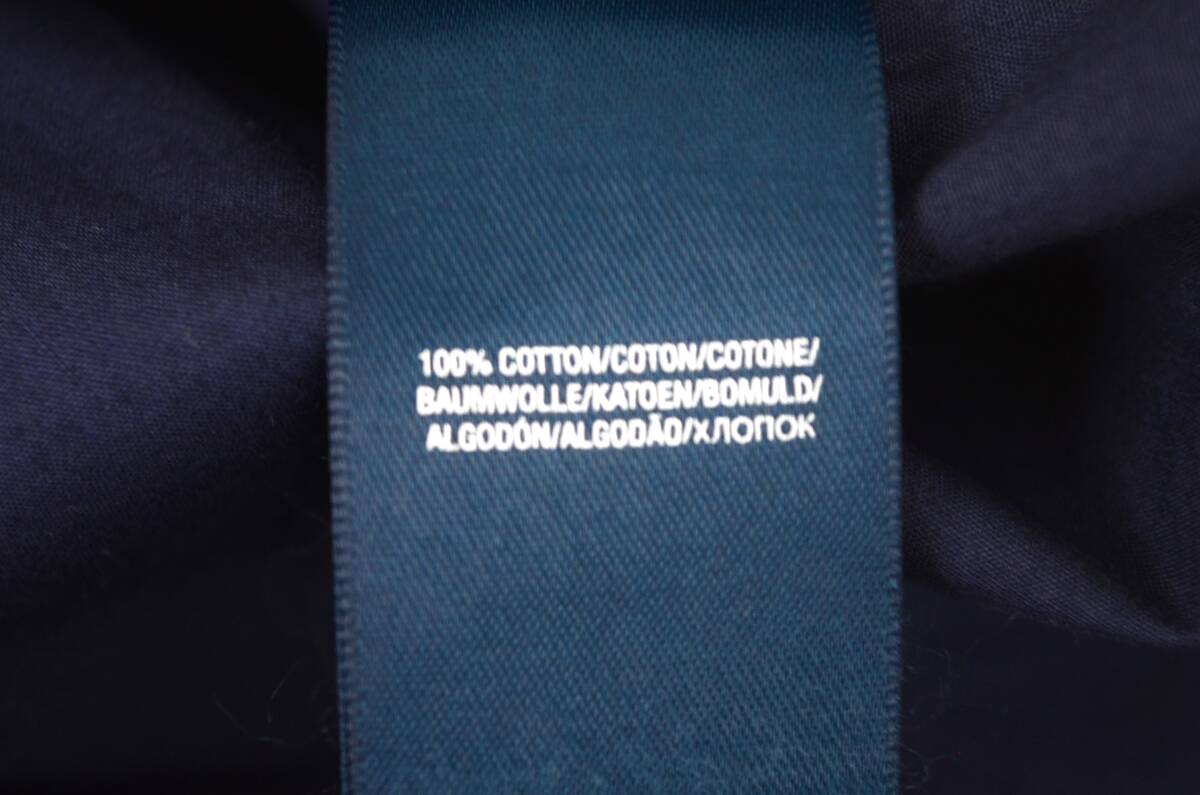 100% COTTON/COTON/COTONE/
BAUMWOLLE/KATOEN/BOMULD/
ALGODÓN/ALGODÃO/ХЛОПОК